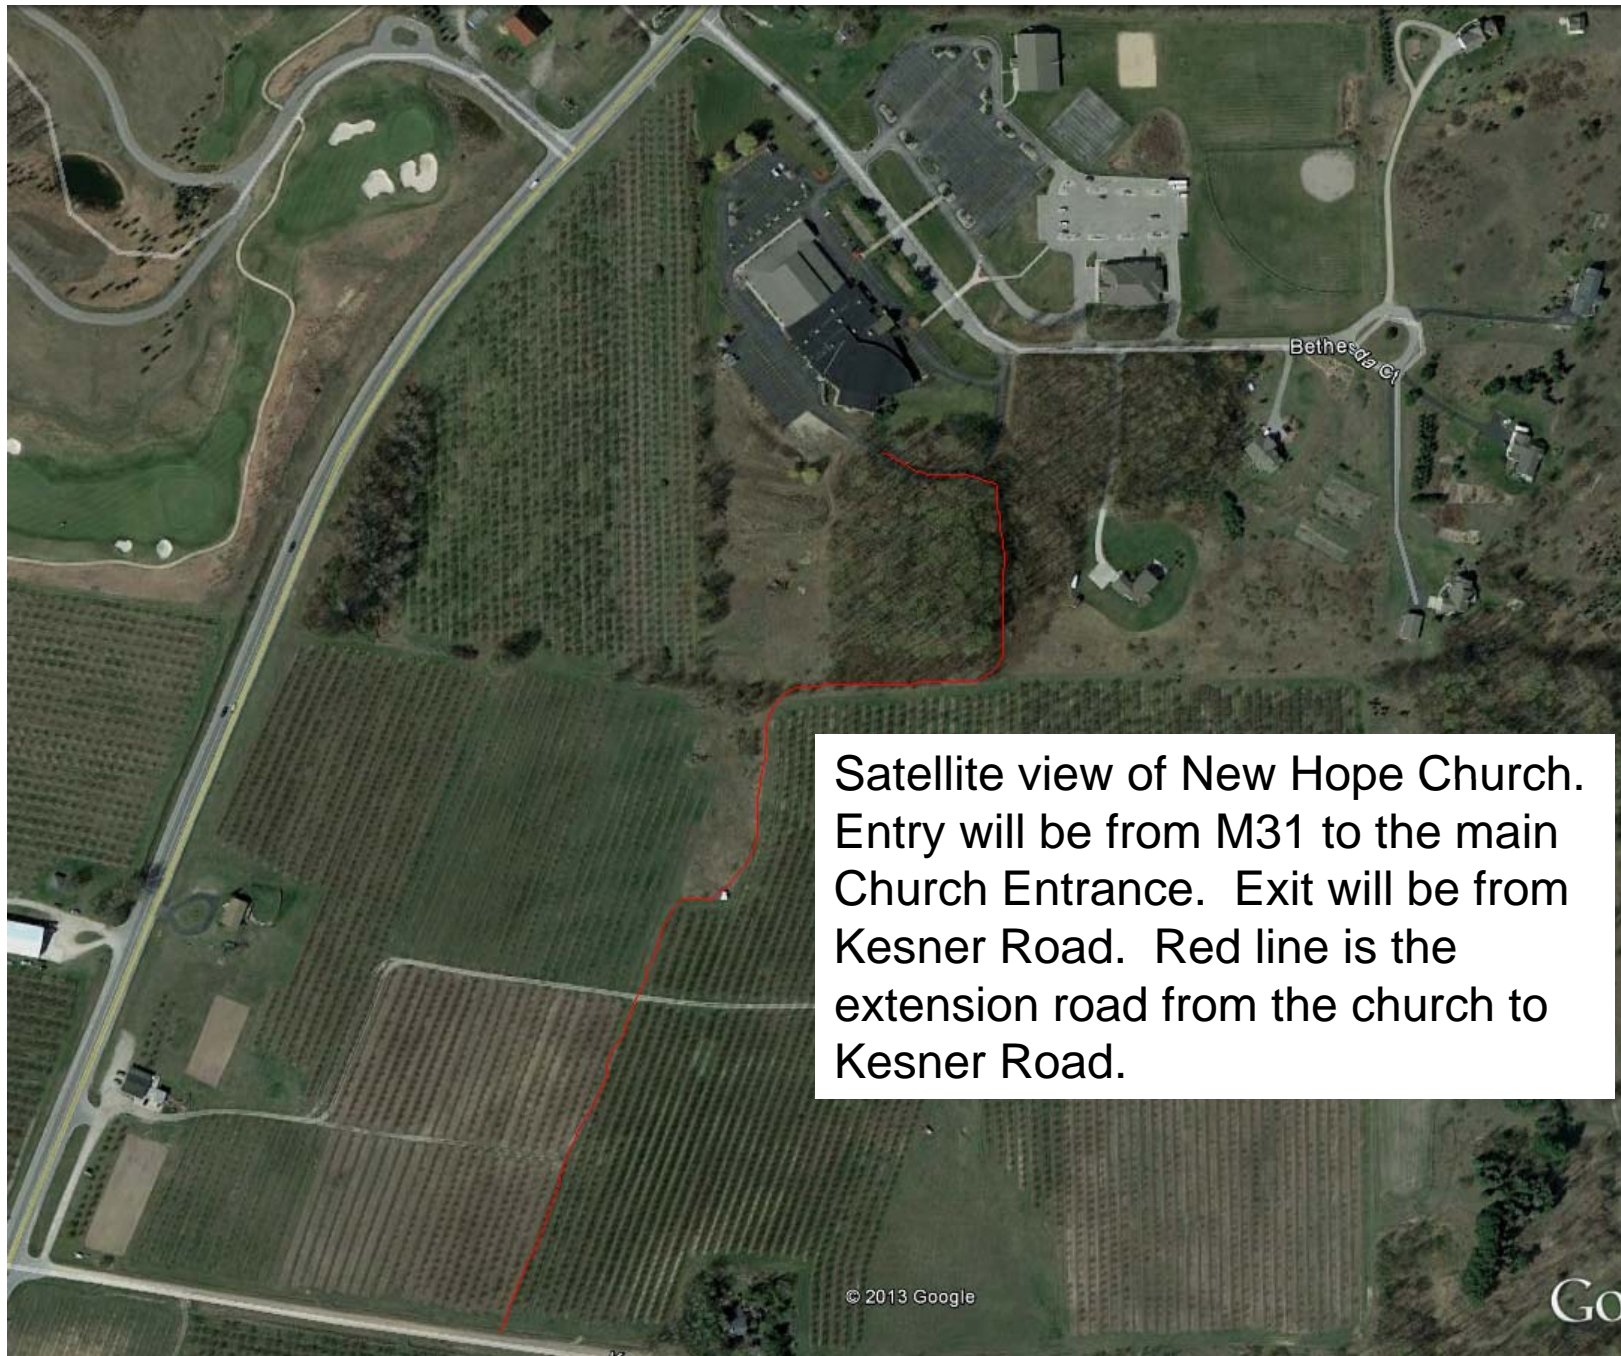 Bethesda Ct
Satellite view of New Hope Church.
Entry will be from M31 to the main
Church Entrance.  Exit will be from
Kesner Road.  Red line is the
extension road from the church to
Kesner Road.
© 2013 Google
Go